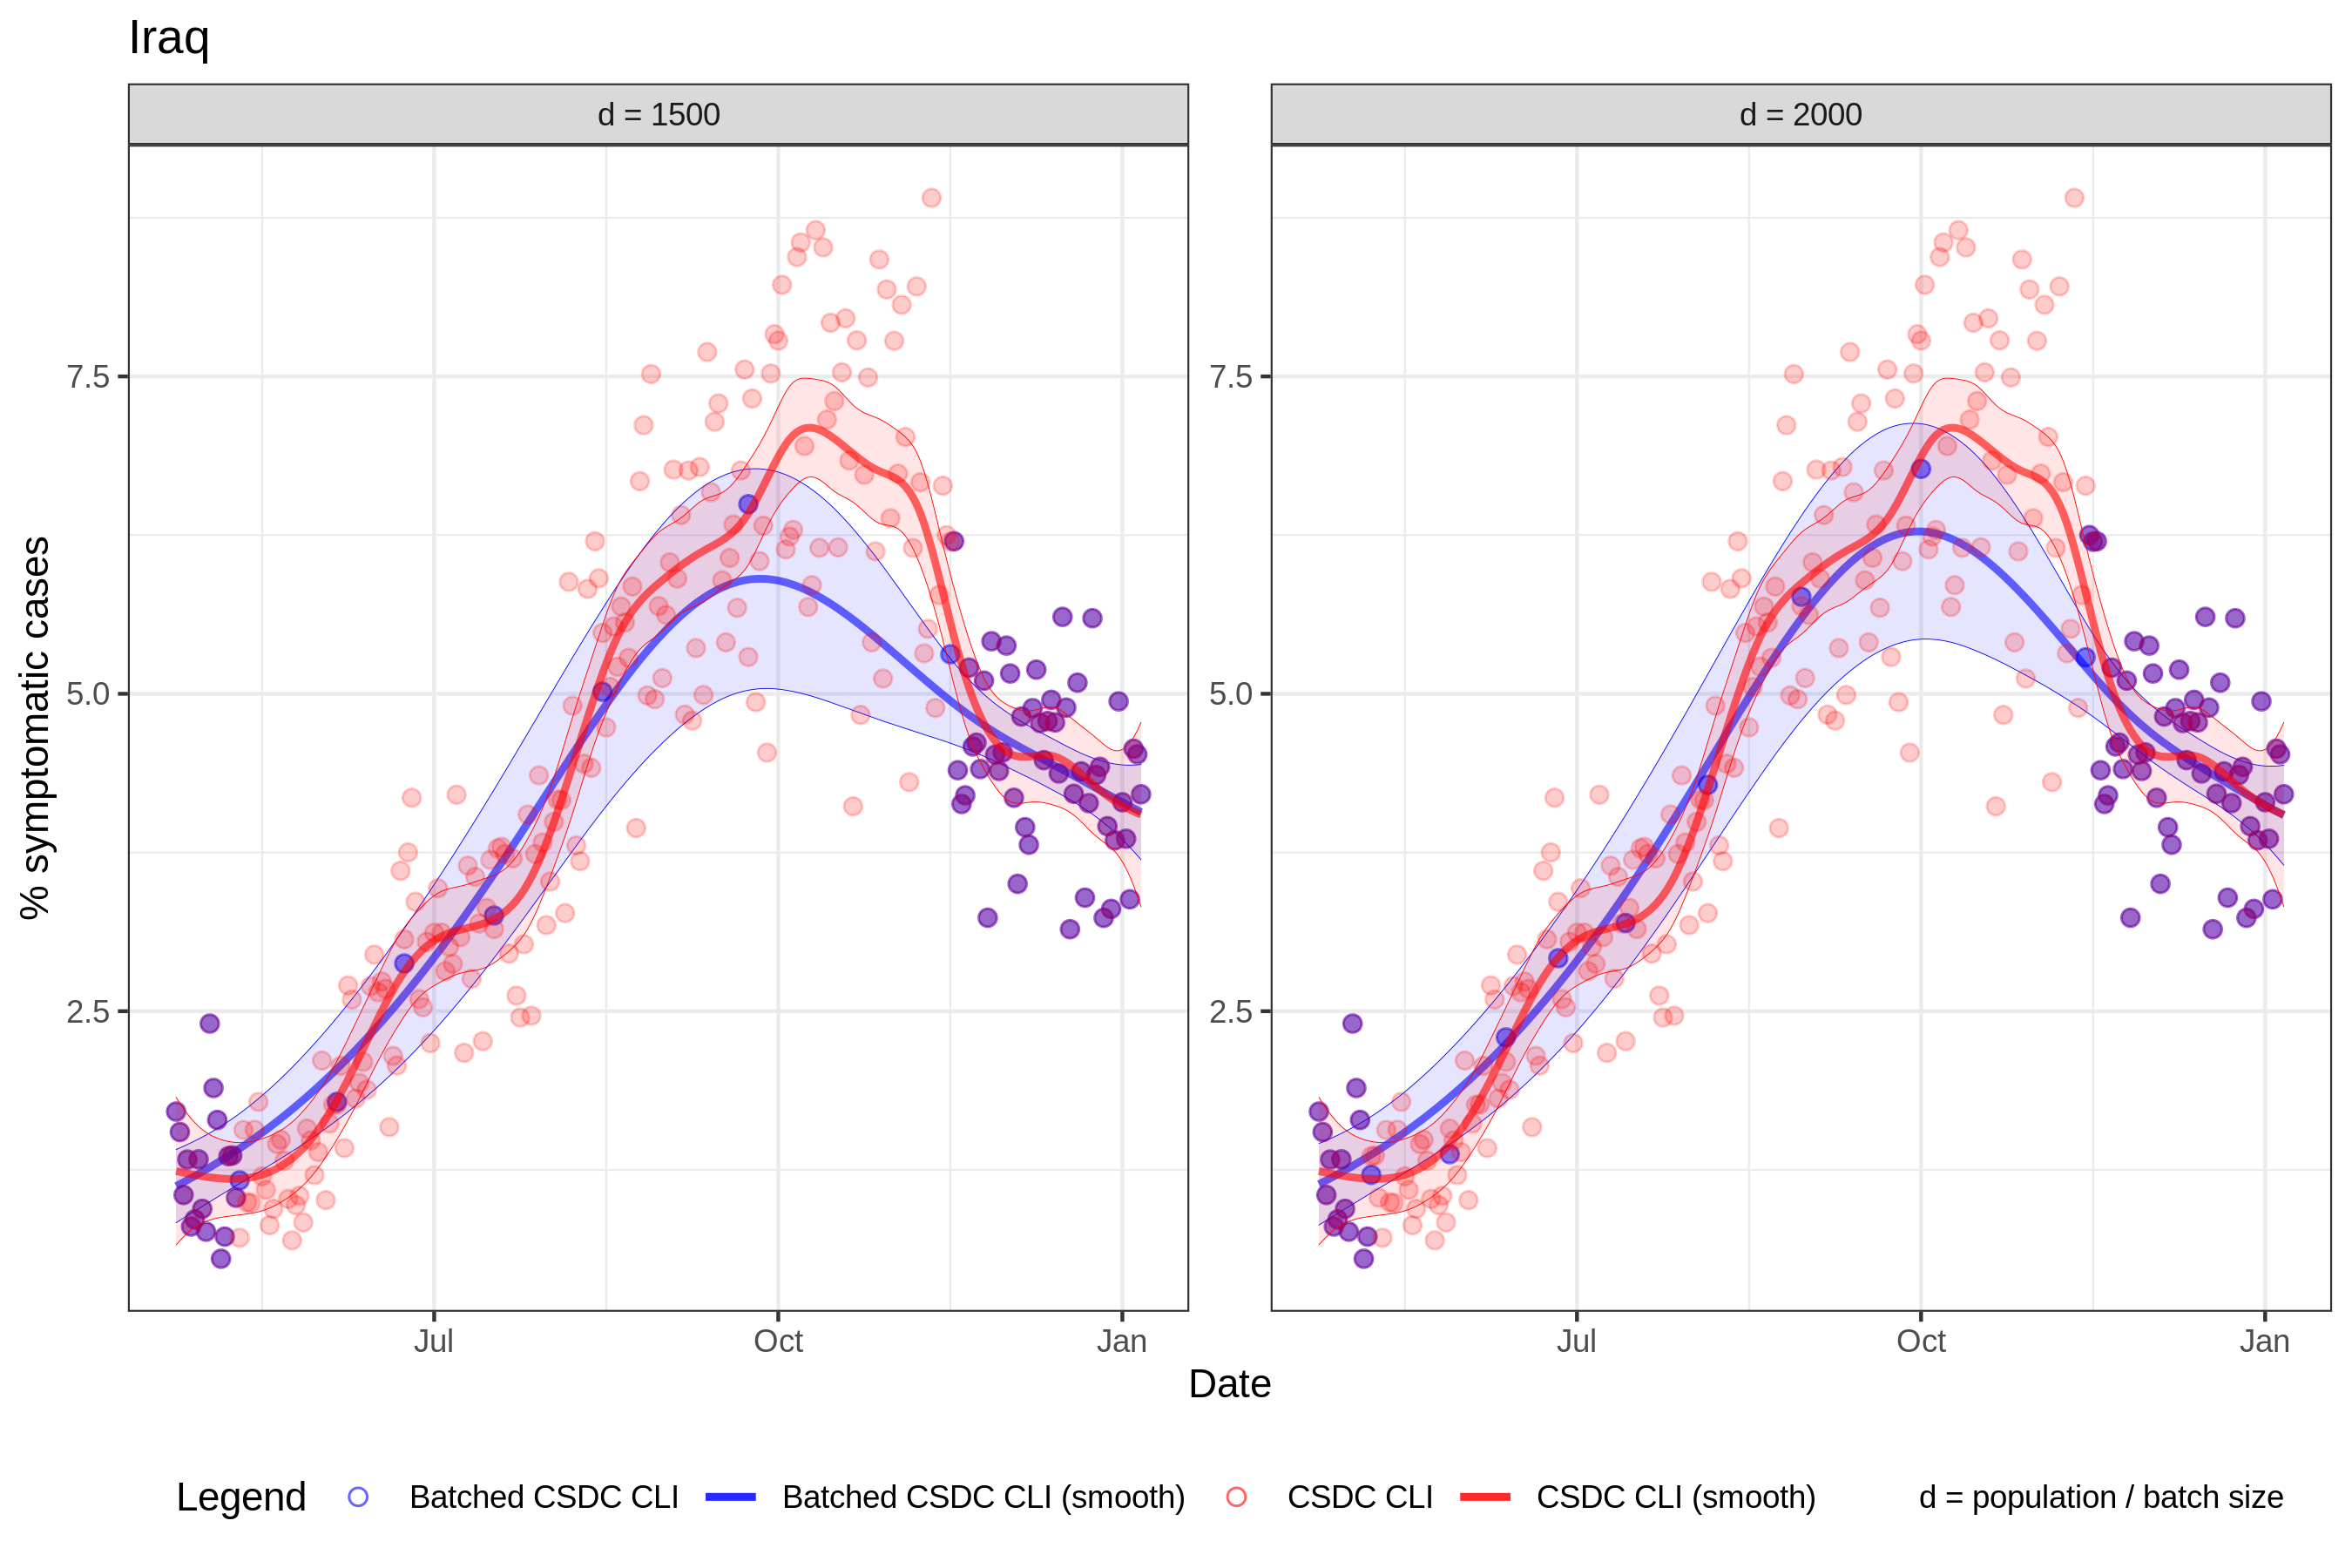 Iraq
d = 1500
d = 2000
% symptomatic cases
7.5
5.0
2.5
7.5
5.0
2.5
Jul
Oct
Jan
Jul
Oct
Jan
Date
Legend
Batched CSDC CLI
Batched CSDC CLI (smooth)
CSDC CLI
CSDC CLI (smooth)
d = population / batch size